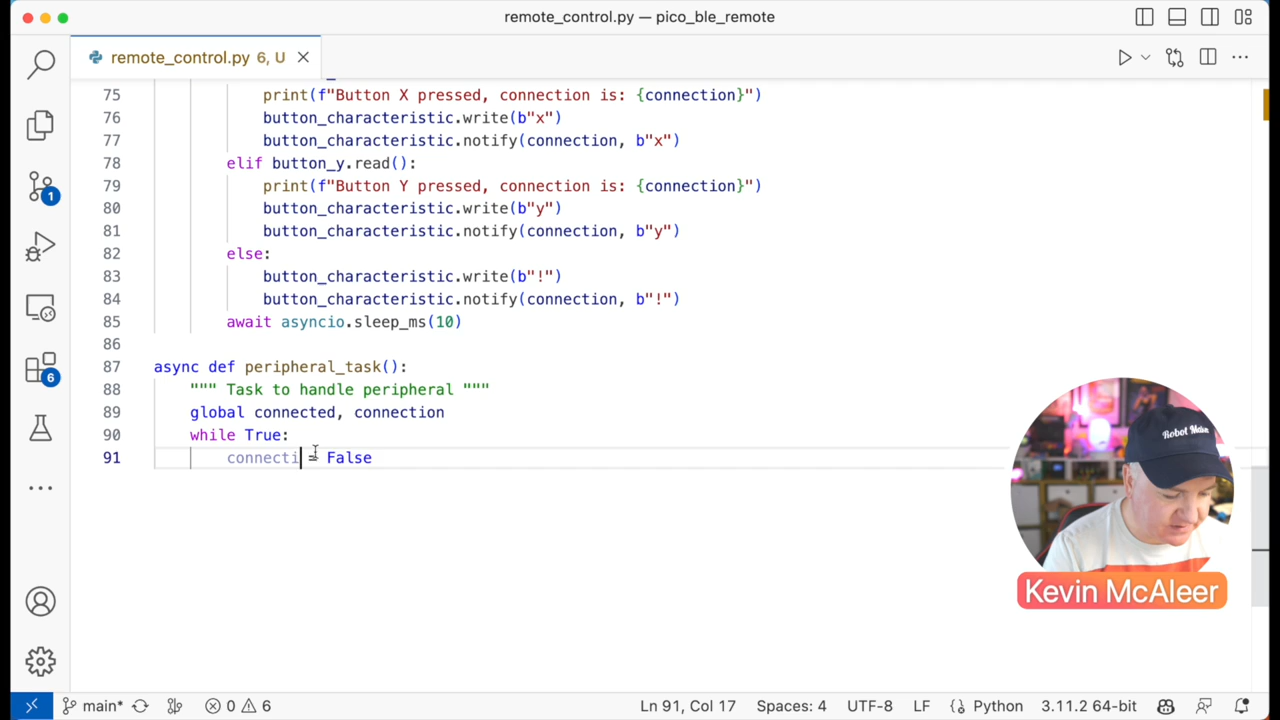 remote_control.py — pico_ble_remote
remote_control.py 6, U
75 print(f"Button X pressed, connection is: {connection}")
76 button_characteristic.write(b"x")
77 button_characteristic.notify(connection, b"x")
78 elif button_y.read():
79 print(f"Button Y pressed, connection is: {connection}")
80 button_characteristic.write(b"y")
81 button_characteristic.notify(connection, b"y")
82 else:
83 button_characteristic.write(b"!")
84 button_characteristic.notify(connection, b"!")
85 await asyncio.sleep_ms(10)
86
87 async def peripheral_task():
88 """ Task to handle peripheral """
89 global connected, connection
90 while True:
91 connecti = False
1
6
Robot Maker
Kevin McAleer
main* 0 6 Ln 91, Col 17 Spaces: 4 UTF-8 LF Python 3.11.2 64-bit